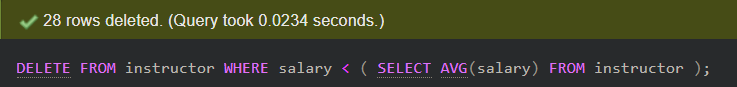 28 rows deleted. (Query took 0.0234 seconds.)
DELETE FROM instructor WHERE salary < ( SELECT AVG(salary) FROM instructor );